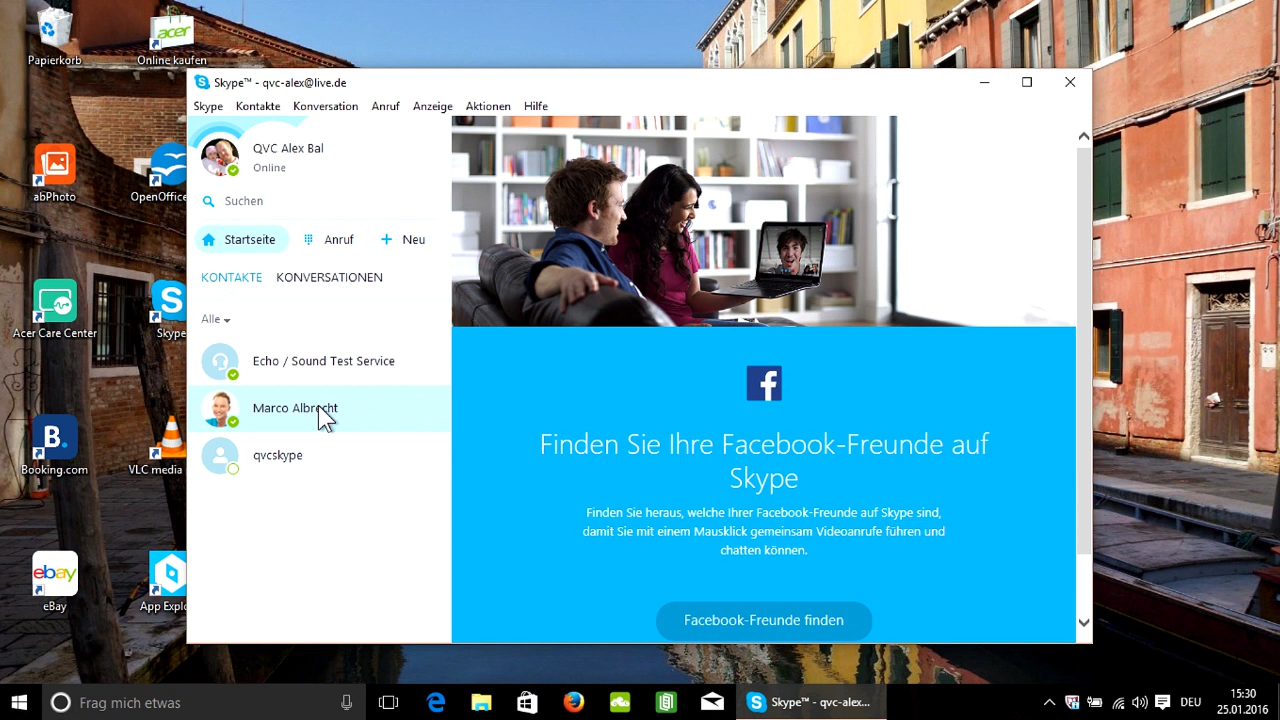 Papierkorb
Online kaufen
acer
abPhoto
OpenOffice
Acer Care Center
Skype
B.
Booking.com
VLC media
ebay
eBay
App Explo
Skype™ - qvc-alex@live.de
Skype Kontakte Konversation Anruf Anzeige Aktionen Hilfe
QVC Alex Bal
Online
Suchen
Startseite Anruf Neu
KONTAKTE KONVERSATIONEN
Alle
Echo / Sound Test Service
Marco Albrecht
qvcskype
Finden Sie Ihre Facebook-Freunde auf
Skype
Finden Sie heraus, welche Ihrer Facebook-Freunde auf Skype sind,
damit Sie mit einem Mausklick gemeinsam Videoanrufe führen und
chatten können.
Facebook-Freunde finden
Frag mich etwas
Skype™ - qvc-alex...
DEU
15:30
25.01.2016